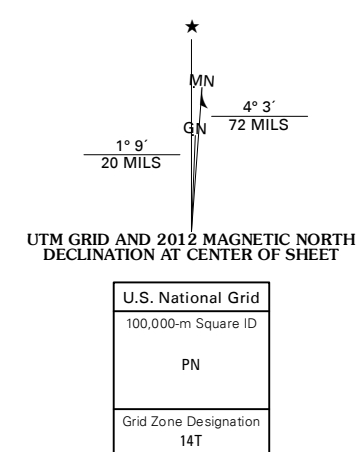 ★
MN
GN
4° 3´
72 MILS
1° 9´
20 MILS
UTM GRID AND 2012 MAGNETIC NORTH
DECLINATION AT CENTER OF SHEET
U.S. National Grid
100,000-m Square ID
PN
Grid Zone Designation
14T